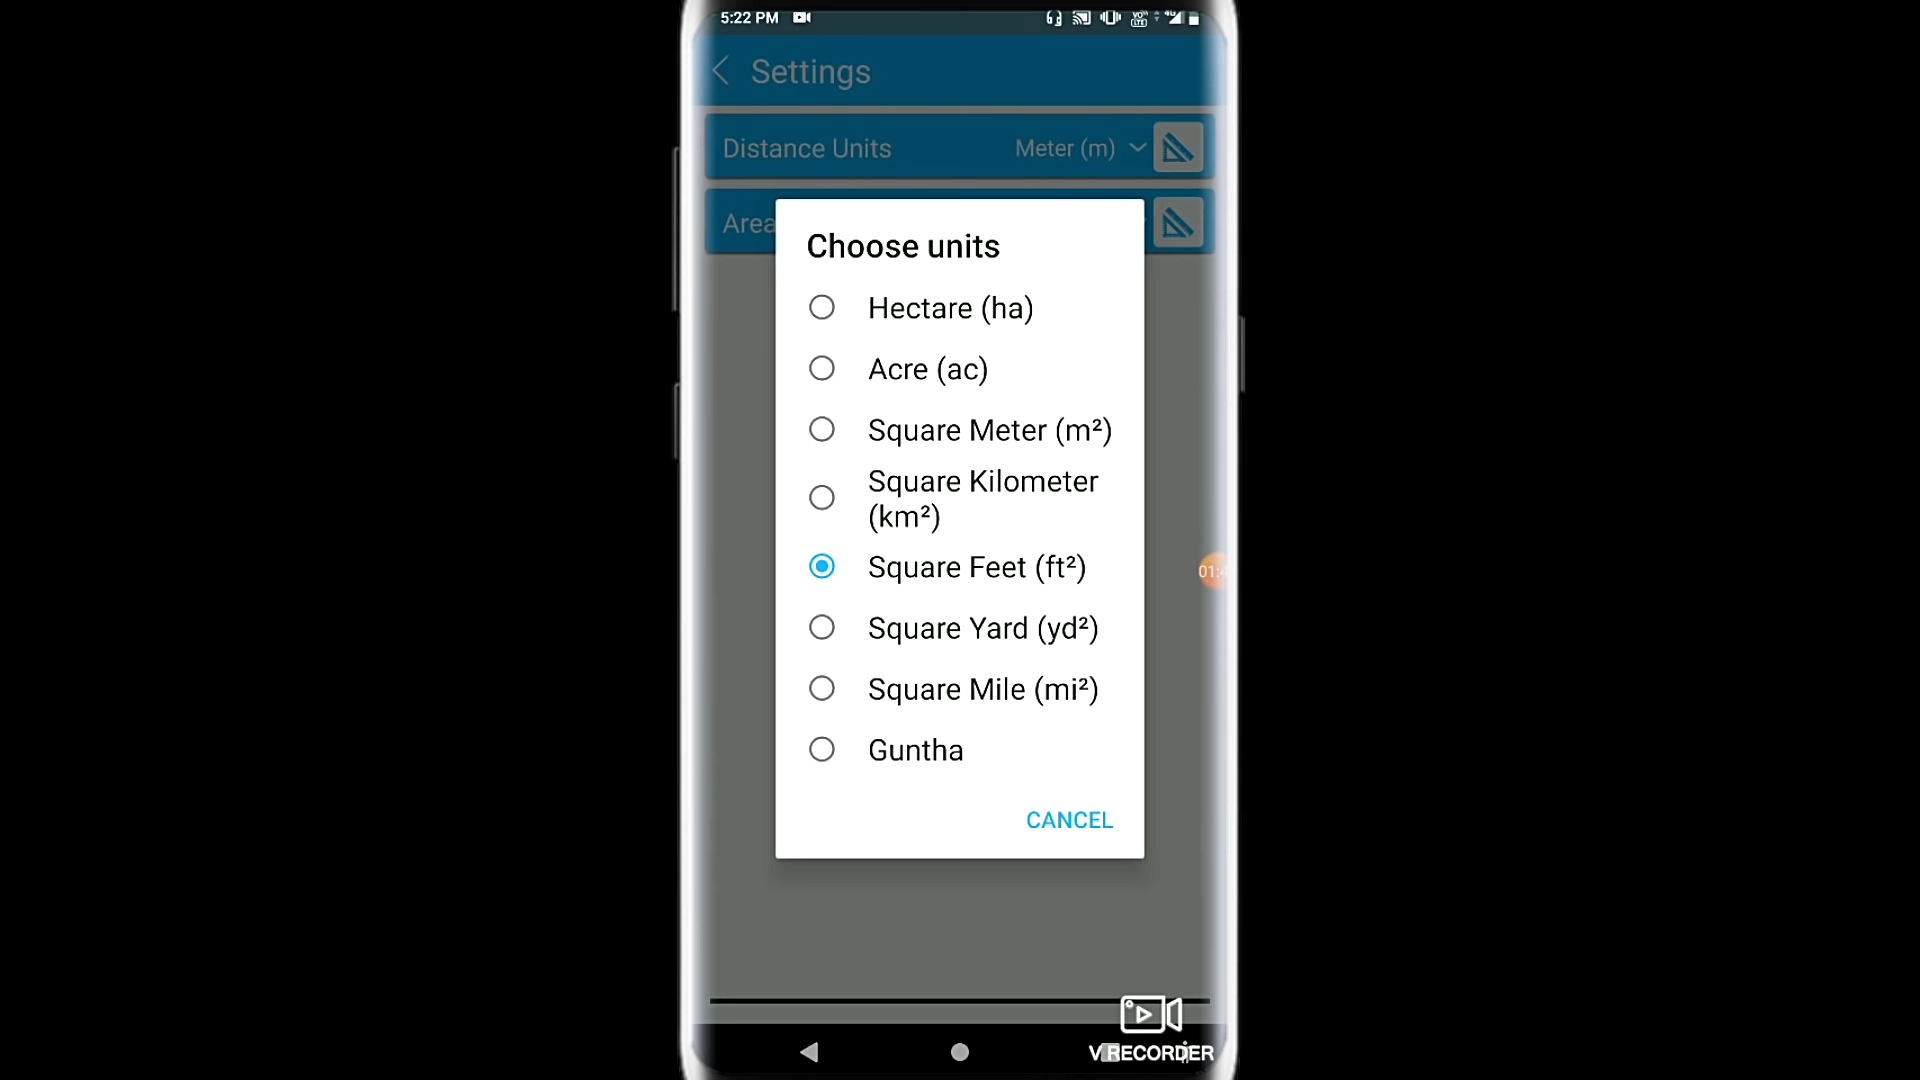 5:22 PM
Settings
Distance Units
Meter (m)
Area
Choose units
Hectare (ha)
Acre (ac)
Square Meter (m²)
Square Kilometer
(km²)
Square Feet (ft²)
Square Yard (yd²)
Square Mile (mi²)
Guntha
CANCEL
V RECORDER